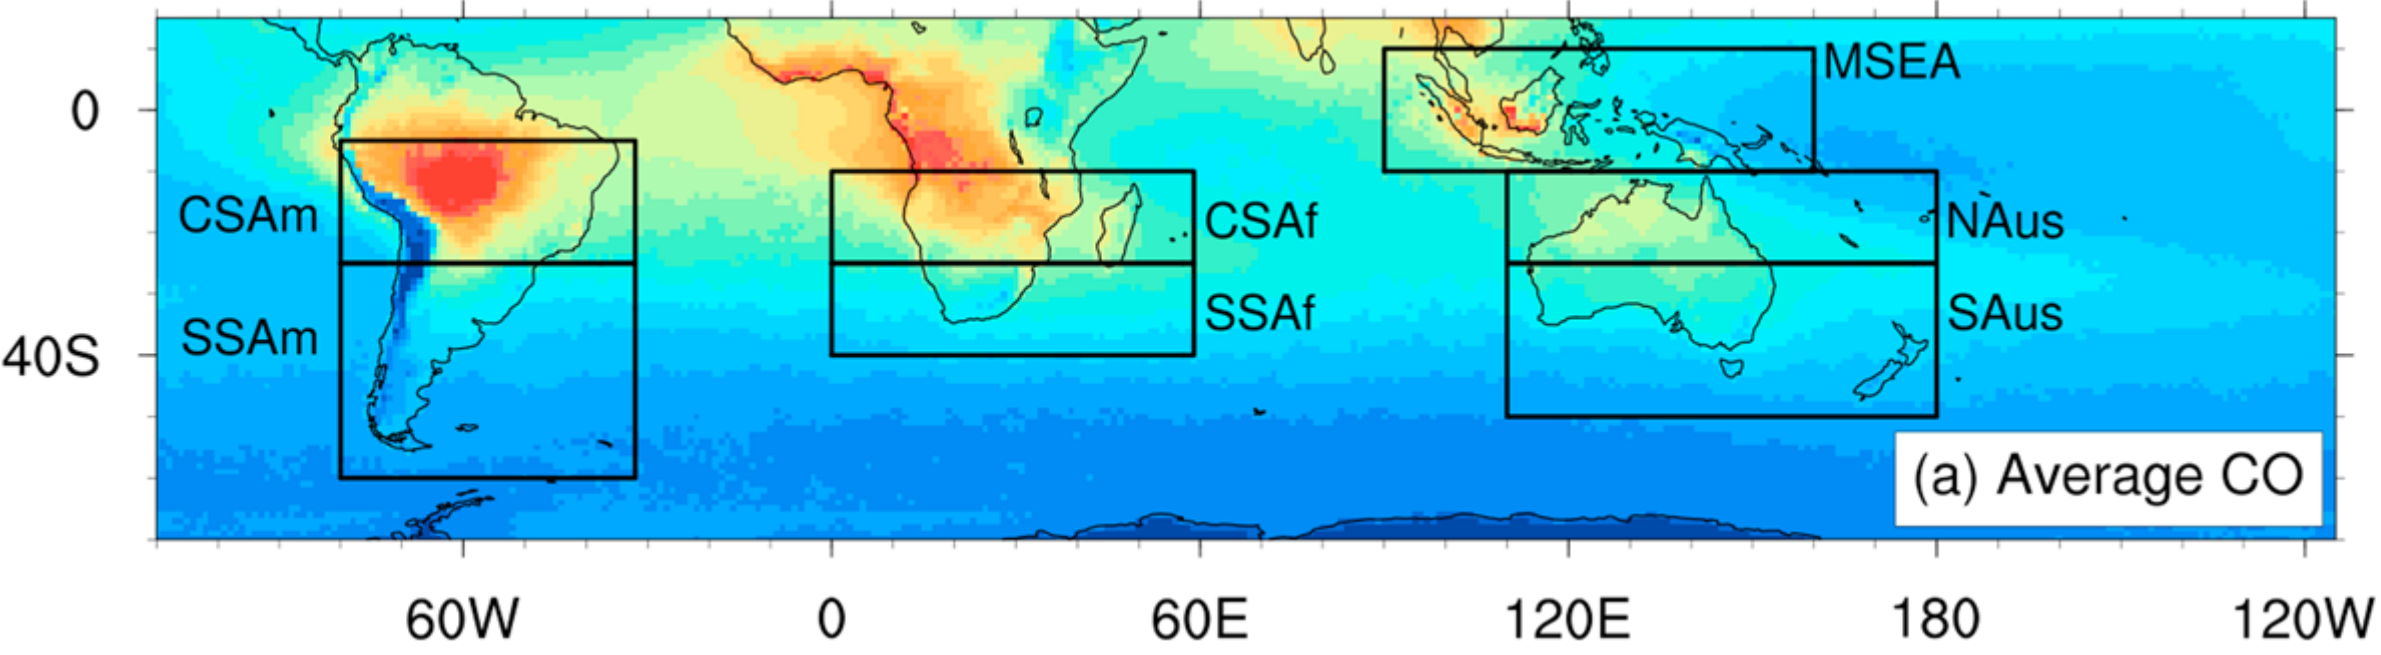 MSEA
0
CSAm
CSAf
NAus
SSAm
SSAf
SAus
40S
(a) Average CO
60W
0
60E
120E
180
120W